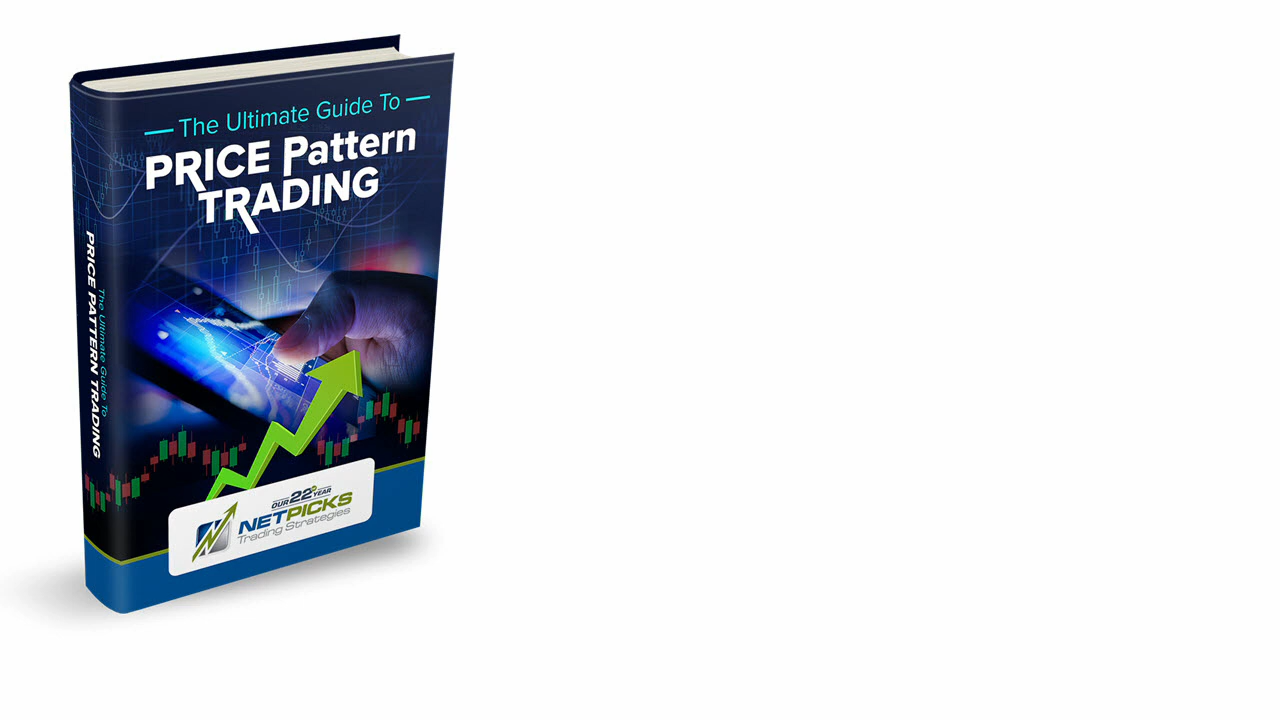 The Ultimate Guide To
PRICE Pattern
TRADING
The Ultimate Guide To
PRICE PATTERN TRADING
OUR 22nd YEAR
NETPICKS
Trading Strategies